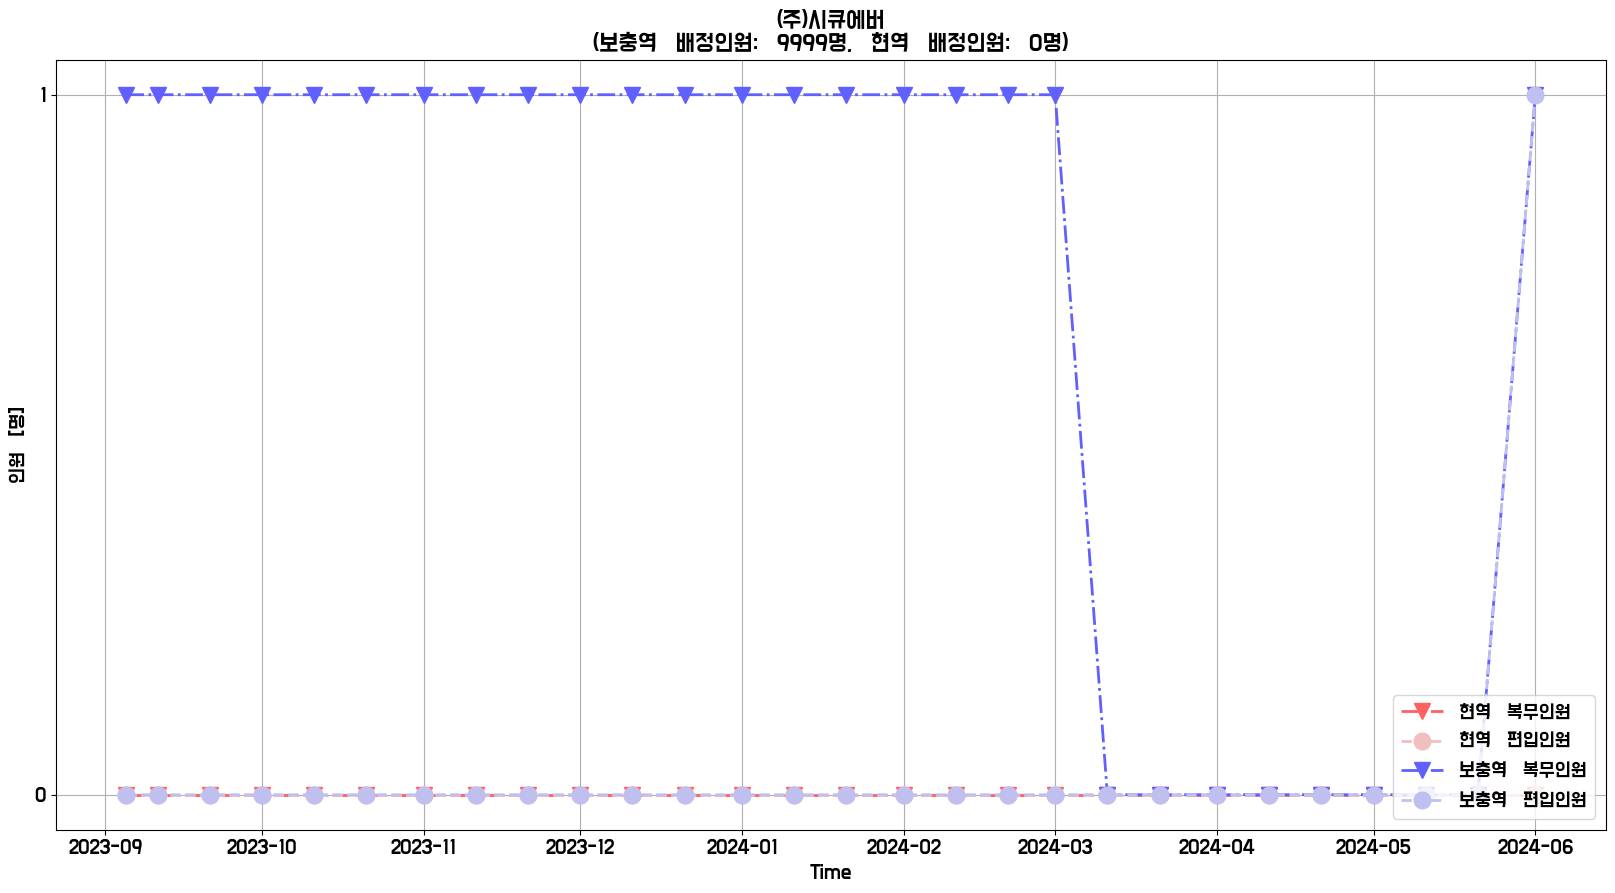 (주)시큐에버
(보충역 배정인원: 9999명, 현역 배정인원: 0명)
1
인원 [명]
0
현역 복무인원
현역 편입인원
보충역 복무인원
보충역 편입인원
2023-09 2023-10 2023-11 2023-12 2024-01 2024-02 2024-03 2024-04 2024-05 2024-06
Time